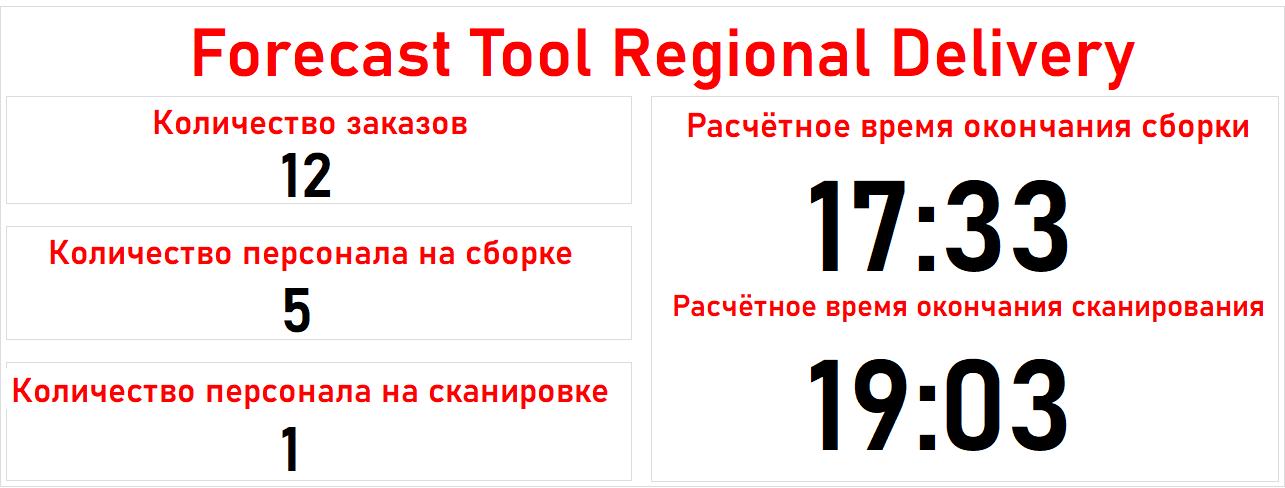 Forecast Tool Regional Delivery
Количество заказов
12
Количество персонала на сборке
5
Количество персонала на сканировке
1
Расчётное время окончания сборки
17:33
Расчётное время окончания сканирования
19:03